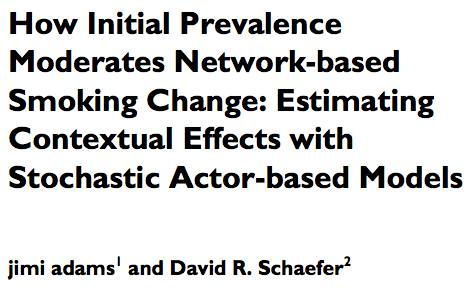 How Initial Prevalence
Moderates Network-based
Smoking Change: Estimating
Contextual Effects with
Stochastic Actor-based Models
jimi adams¹ and David R. Schaefer²